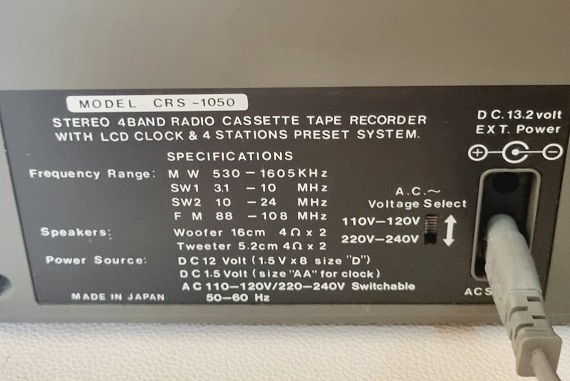 MODEL CRS-1050
STEREO 4BAND RADIO CASSETTE TAPE RECORDER
WITH LCD CLOCK & 4 STATIONS PRESET SYSTEM.
SPECIFICATIONS
Frequency Range: MW 530-1605KHz
SW1 3.1 - 10 MHz
SW2 10 - 24 MHz
FM 88 - 108 MHz
Speakers: Woofer 16cm 4Ω x 2
Tweeter 5.2cm 4Ω x 2
Power Source: DC 12 Volt (1.5V x 8 size "D")
DC 1.5 Volt (size "AA" for clock)
AC 110-120V/220-240V Switchable
50-60 Hz
MADE IN JAPAN
DC.13.2volt
EXT. Power
A.C.~
Voltage Select
110V-120V
220V-240V